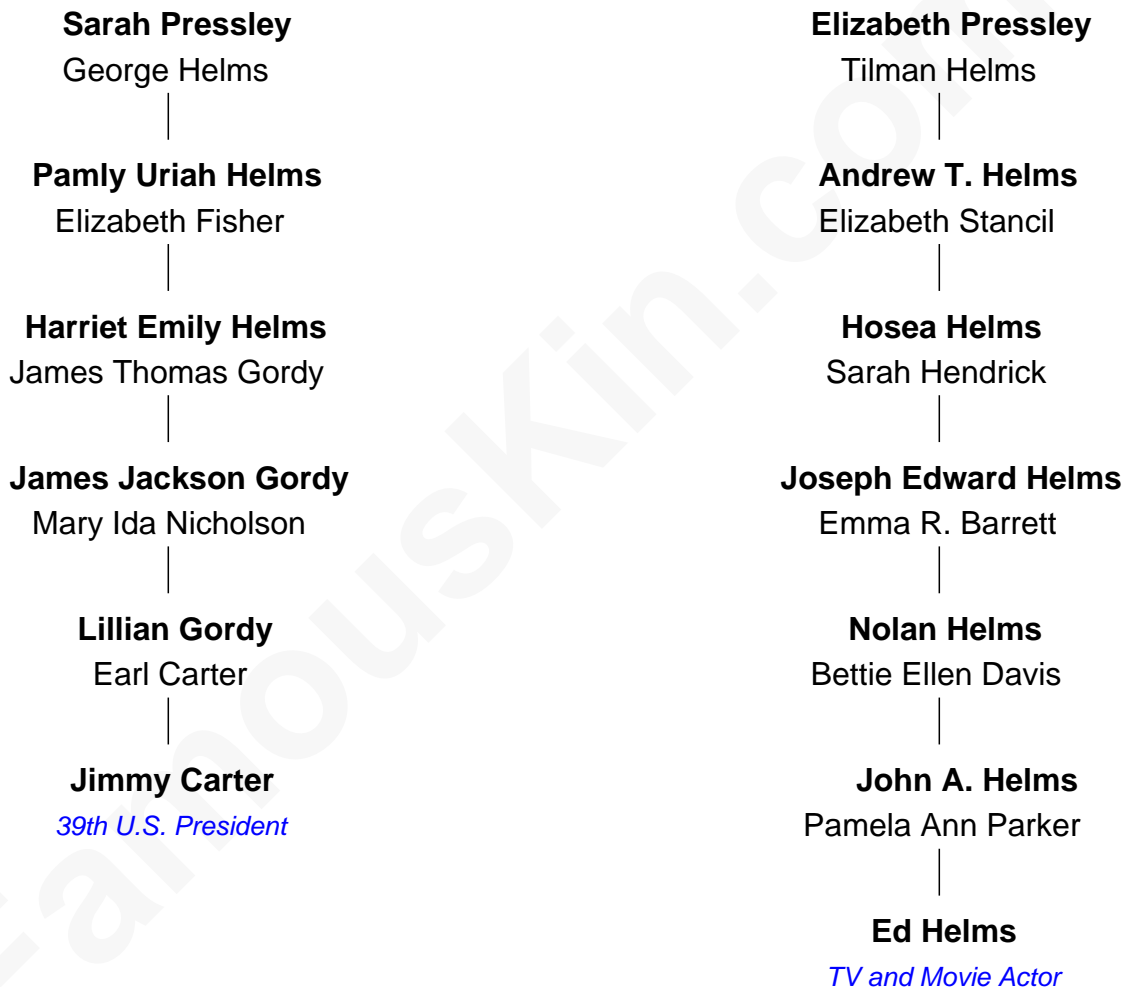 Sarah Pressley
George Helms
Pamly Uriah Helms
Elizabeth Fisher
Harriet Emily Helms
James Thomas Gordy
James Jackson Gordy
Mary Ida Nicholson
Lillian Gordy
Earl Carter
Jimmy Carter
39th U.S. President
Elizabeth Pressley
Tilman Helms
Andrew T. Helms
Elizabeth Stancil
Hosea Helms
Sarah Hendrick
Joseph Edward Helms
Emma R. Barrett
Nolan Helms
Bettie Ellen Davis
John A. Helms
Pamela Ann Parker
Ed Helms
TV and Movie Actor
FamousKin.com